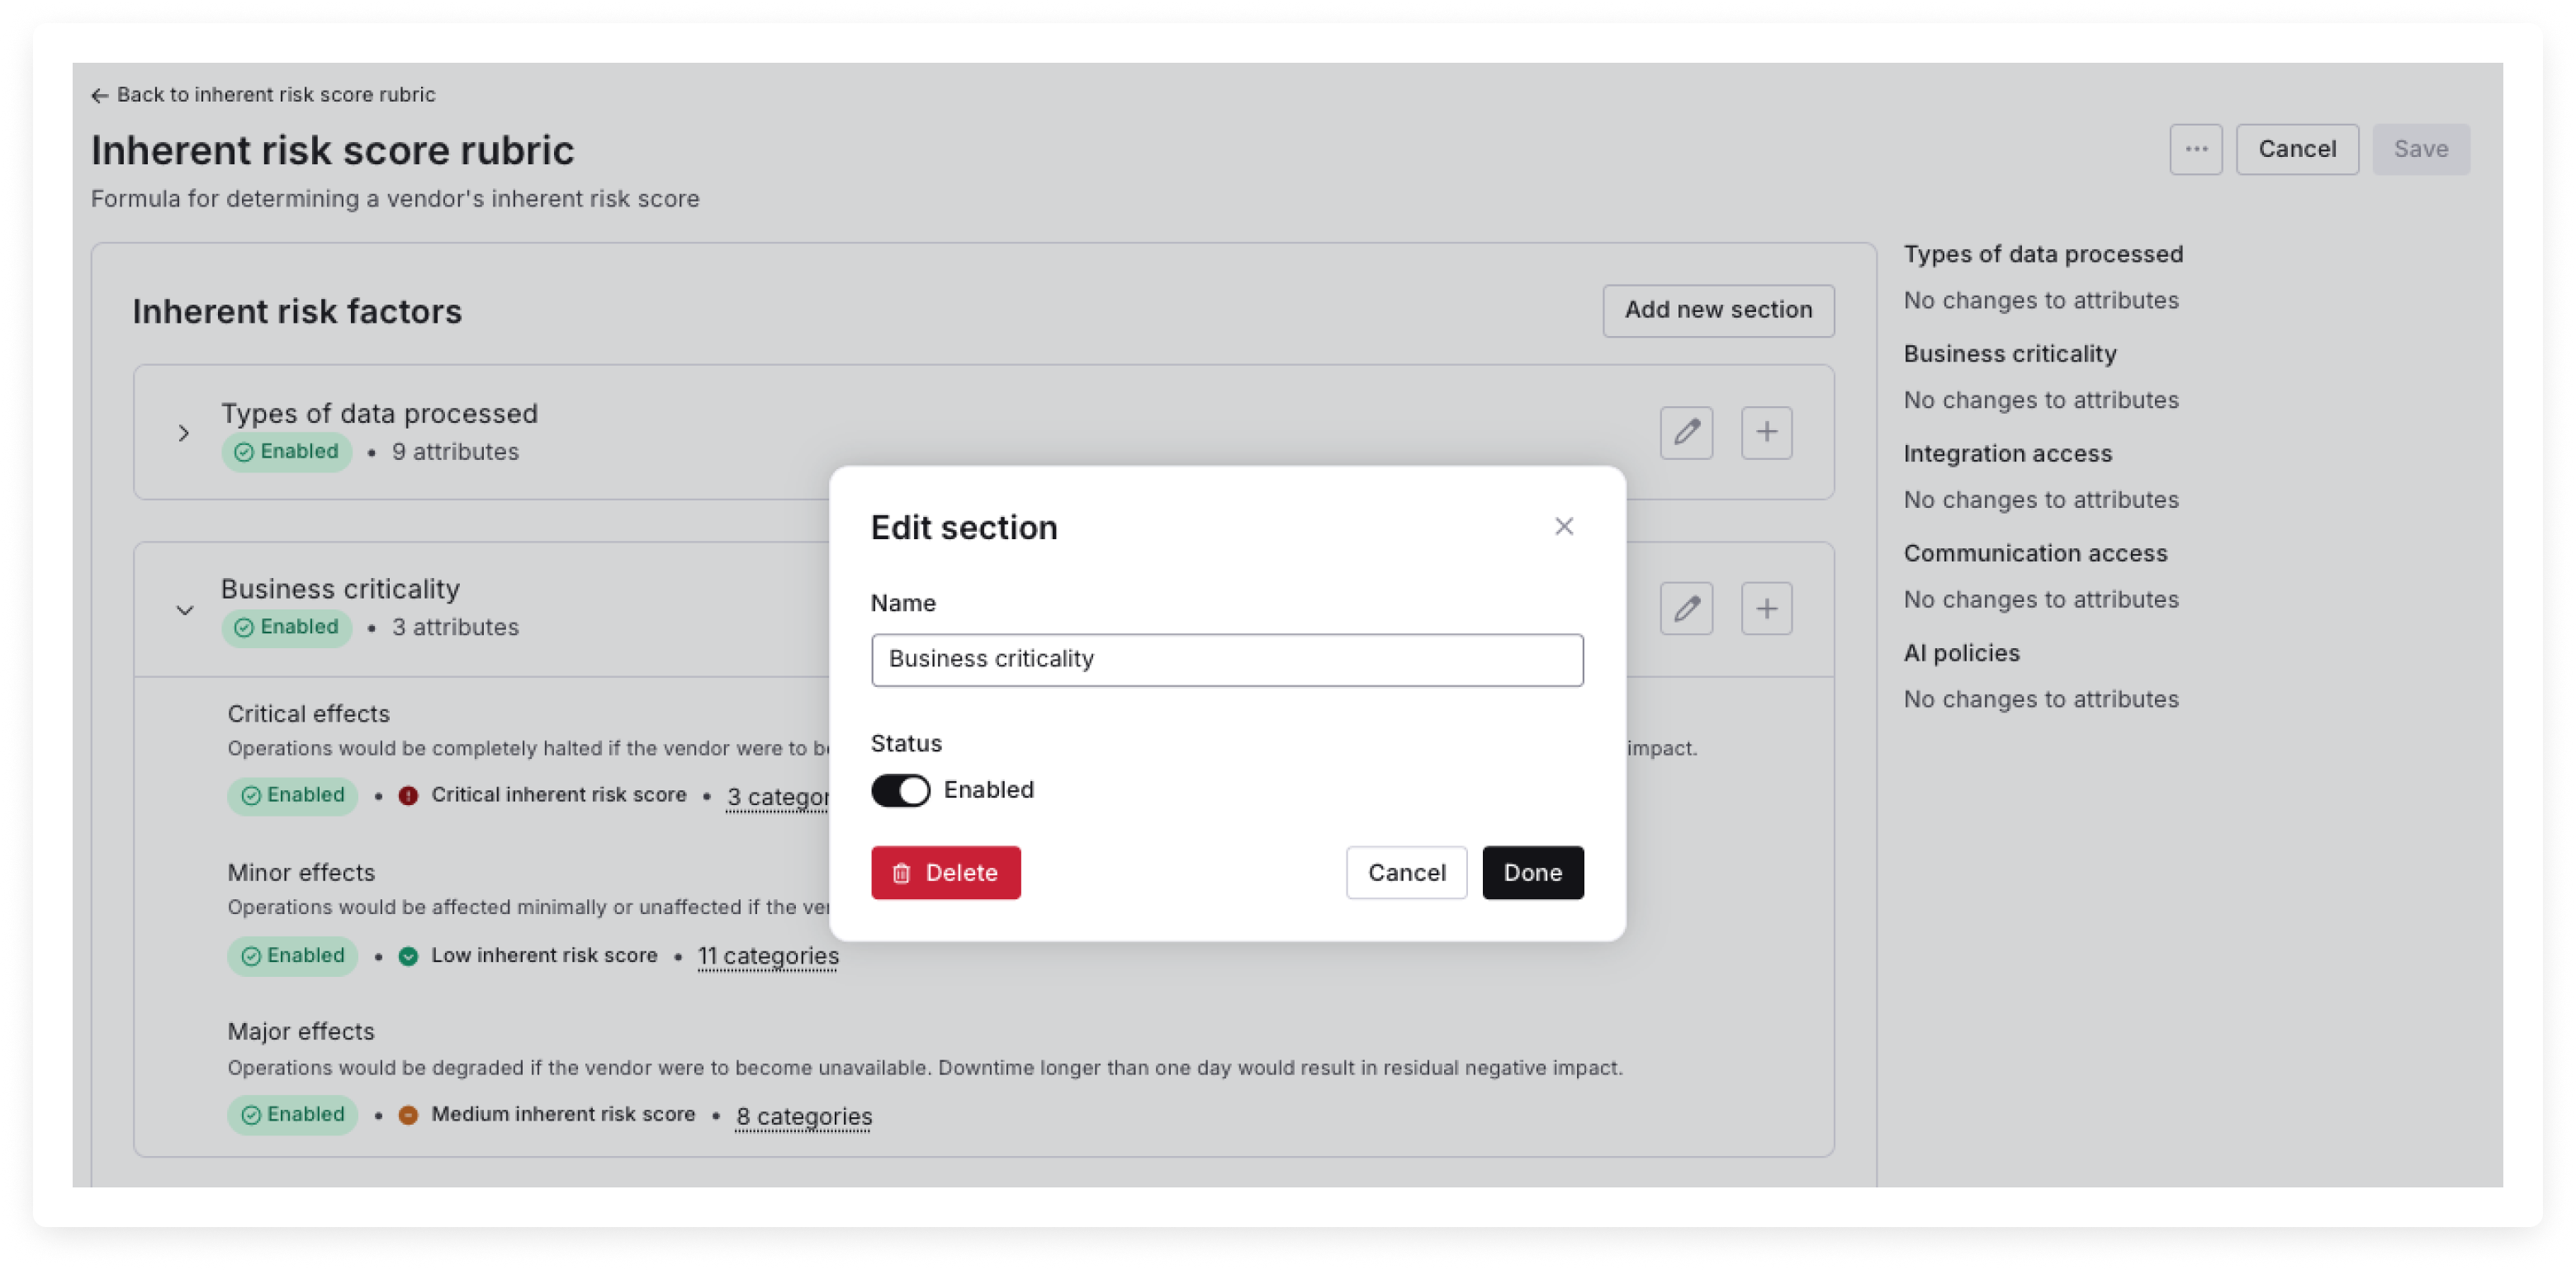 Back to inherent risk score rubric
Inherent risk score rubric
Formula for determining a vendor's inherent risk score
... Cancel Save
Inherent risk factors
Add new section
Types of data processed
Enabled • 9 attributes
Business criticality
Enabled • 3 attributes
Critical effects
Operations would be completely halted if the vendor were to
impact.
Enabled • Critical inherent risk score • 3
Minor effects
Operations would be affected minimally or unaffected if the
Enabled • Low inherent risk score • 11 categories
Major effects
Operations would be degraded if the vendor were to become unavailable. Downtime longer than one day would result in residual negative impact.
Enabled • Medium inherent risk score • 8 categories
Edit section
Name
Business criticality
Status
Enabled
Delete
Cancel
Done
Types of data processed
No changes to attributes
Business criticality
No changes to attributes
Integration access
No changes to attributes
Communication access
No changes to attributes
AI policies
No changes to attributes